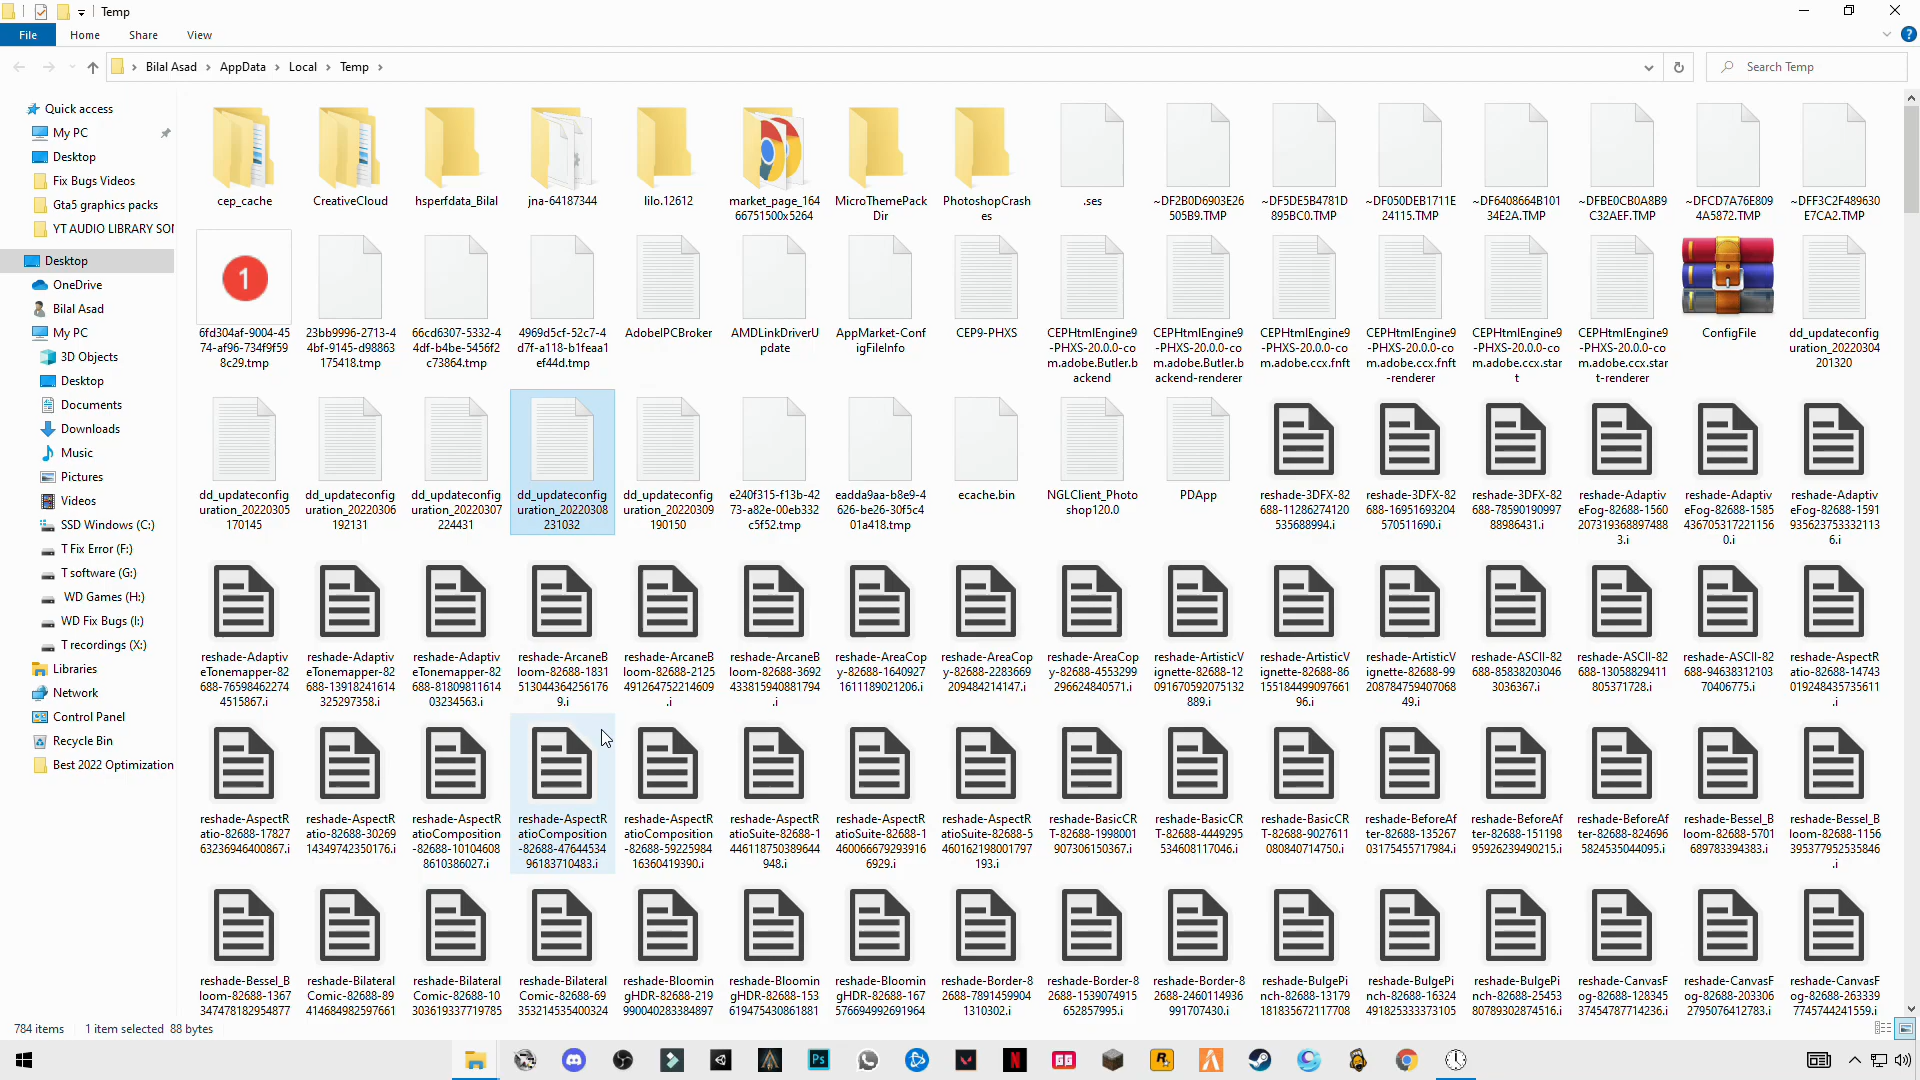 Temp
File
Home
Share
View
Bilal Asad
AppData
Local
Temp
Search Temp
Quick access
My PC
Desktop
Fix Bugs Videos
Gta5 graphics packs
YT AUDIO LIBRARY SO
Desktop
OneDrive
Bilal Asad
My PC
3D Objects
Desktop
Documents
Downloads
Music
Pictures
Videos
SSD Windows (C:)
T Fix Error (F:)
T software (G:)
WD Games (H:)
WD Fix Bugs (I:)
T recordings (X:)
Libraries
Network
Control Panel
Recycle Bin
Best 2022 Optimization
cep_cache
CreativeCloud
hsperfdata_Bilal
jna-64187344
lilo.12612
market_page_16
466751500x5264
MicroThemePack
Dir
PhotoshopCrash
es
.ses
~DF2B0D6903E26
505B9.TMP
~DF5DE5B4781D
895BC0.TMP
~DF050DEB1711E
24115.TMP
~DF6408664B101
34E2A.TMP
~DFBE0CB0A8B9
C32AEF.TMP
~DFCD7A76E809
4A5872.TMP
~DFF3C2F489630
E7CA2.TMP
1
6fd304af-9004-45
74-af96-734f9f59
8c29.tmp
23bb9996-2713-4
4bf-9145-d98863
175418.tmp
66cd6307-5332-4
4df-b4be-5456f2
c73864.tmp
4969d5cf-52c7-4
d7f-a118-b1feaa1
ef44d.tmp
AdobeIPCBroker
AMDLinkDriverU
pdate
AppMarket-Conf
igFileInfo
CEP9-PHXS
CEPHtmlEngine9
-PHXS-20.0.0-co
m.adobe.Butler.b
ackend
CEPHtmlEngine9
-PHXS-20.0.0-co
m.adobe.Butler.b
ackend-renderer
CEPHtmlEngine9
-PHXS-20.0.0-co
m.adobe.ccx.fnft
CEPHtmlEngine9
-PHXS-20.0.0-co
m.adobe.ccx.fnft
-renderer
CEPHtmlEngine9
-PHXS-20.0.0-co
m.adobe.ccx.star
t
CEPHtmlEngine9
-PHXS-20.0.0-co
m.adobe.ccx.star
t-renderer
ConfigFile
dd_updateconfig
uration_20220304
201320
dd_updateconfig
uration_20220305
170145
dd_updateconfig
uration_20220306
192131
dd_updateconfig
uration_20220307
224431
dd_updateconfig
uration_20220308
231032
dd_updateconfig
uration_20220309
190150
e240f315-f13b-42
73-a82e-00eb332
c5f52.tmp
eadda9aa-b8e9-4
626-be26-30f5c4
01a418.tmp
ecache.bin
NGLClient_Photo
shop120.0
PDApp
reshade-3DFX-82
688-11286274120
535688994.i
reshade-3DFX-82
688-16951693204
570511690.i
reshade-3DFX-82
688-78590190997
88986431.i
reshade-Adaptiv
eFog-82688-1560
207319368897488
3.i
reshade-Adaptiv
eFog-82688-1585
436705317221156
0.i
reshade-Adaptiv
eFog-82688-1591
935623753332113
6.i
reshade-Adaptiv
eTonemapper-82
688-76598462274
4515867.i
reshade-Adaptiv
eTonemapper-82
688-13918241614
325297358.i
reshade-Adaptiv
eTonemapper-82
688-81809811614
03234563.i
reshade-ArcaneB
loom-82688-1831
513044364256176
9.i
reshade-ArcaneB
loom-82688-2125
491264752214609
.i
reshade-ArcaneB
loom-82688-3692
433815940881794
.i
reshade-AreaCop
y-82688-1640927
1611189021206.i
reshade-AreaCop
y-82688-2283669
209484214147.i
reshade-AreaCop
y-82688-4553299
296624840571.i
reshade-ArtisticV
ignette-82688-12
091670592075132
889.i
reshade-ArtisticV
ignette-82688-86
155184499097661
96.i
reshade-ArtisticV
ignette-82688-99
208784759407068
49.i
reshade-ASCII-82
688-85838203046
3036367.i
reshade-ASCII-82
688-13058829411
805371728.i
reshade-ASCII-82
688-94638312103
70406775.i
reshade-AspectR
atio-82688-14743
019248435735611
.i
reshade-AspectR
atio-82688-17827
63236946400867.i
reshade-AspectR
atio-82688-30269
14349742350176.i
reshade-AspectR
atioComposition
-82688-10104608
8610386027.i
reshade-AspectR
atioComposition
-82688-47644534
96183710483.i
reshade-AspectR
atioComposition
-82688-59225984
16360419390.i
reshade-AspectR
atioSuite-82688-1
446118750389644
948.i
reshade-AspectR
atioSuite-82688-1
460066679293916
6929.i
reshade-AspectR
atioSuite-82688-5
460162198001797
193.i
reshade-BasicCR
T-82688-1998001
907306150367.i
reshade-BasicCR
T-82688-4449295
534608117046.i
reshade-BasicCR
T-82688-9027611
080840714750.i
reshade-BeforeAf
ter-82688-135267
03175455717984.i
reshade-BeforeAf
ter-82688-151198
95926239490215.i
reshade-BeforeAf
ter-82688-824696
5824535044095.i
reshade-Bessel_B
loom-82688-5701
689783394383.i
reshade-Bessel_B
loom-82688-1156
395377952535846
.i
reshade-Bessel_B
loom-82688-1367
347478182954877
reshade-Bilateral
Comic-82688-89
414684982597661
reshade-Bilateral
Comic-82688-10
303619337719785
reshade-Bilateral
Comic-82688-69
353214535400324
reshade-Bloomin
gHDR-82688-219
990040283384897
reshade-Bloomin
gHDR-82688-153
619475430861881
reshade-Bloomin
gHDR-82688-167
576694992691964
reshade-Border-8
2688-7891459904
1310302.i
reshade-Border-8
2688-1539074915
652857995.i
reshade-Border-8
2688-2460114936
991707430.i
reshade-BulgePi
nch-82688-13179
181835672117708
reshade-BulgePi
nch-82688-16324
491825333373105
reshade-BulgePi
nch-82688-25453
80789302874516.i
reshade-CanvasF
og-82688-128345
37454787714236.i
reshade-CanvasF
og-82688-203306
2795076412783.i
reshade-CanvasF
og-82688-263339
7745744241559.i
784 items
1 item selected 88 bytes